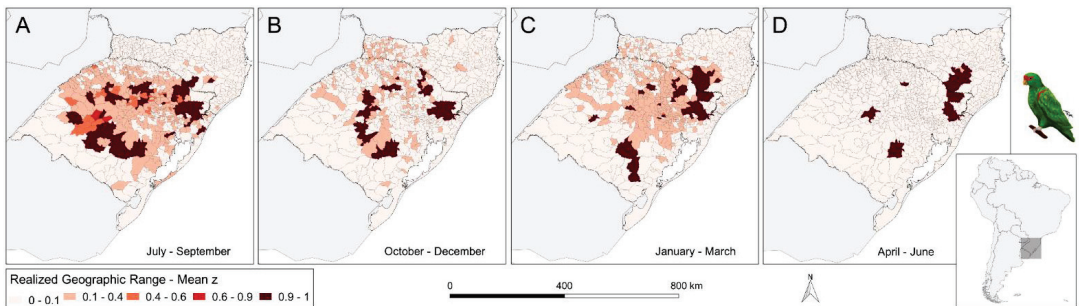 A
B
C
D
July - September
October - December
January - March
April - June
Realized Geographic Range - Mean z
0 - 0.1 0.1 - 0.4 0.4 - 0.6 0.6 - 0.9 0.9 - 1
0 400 800 km
N